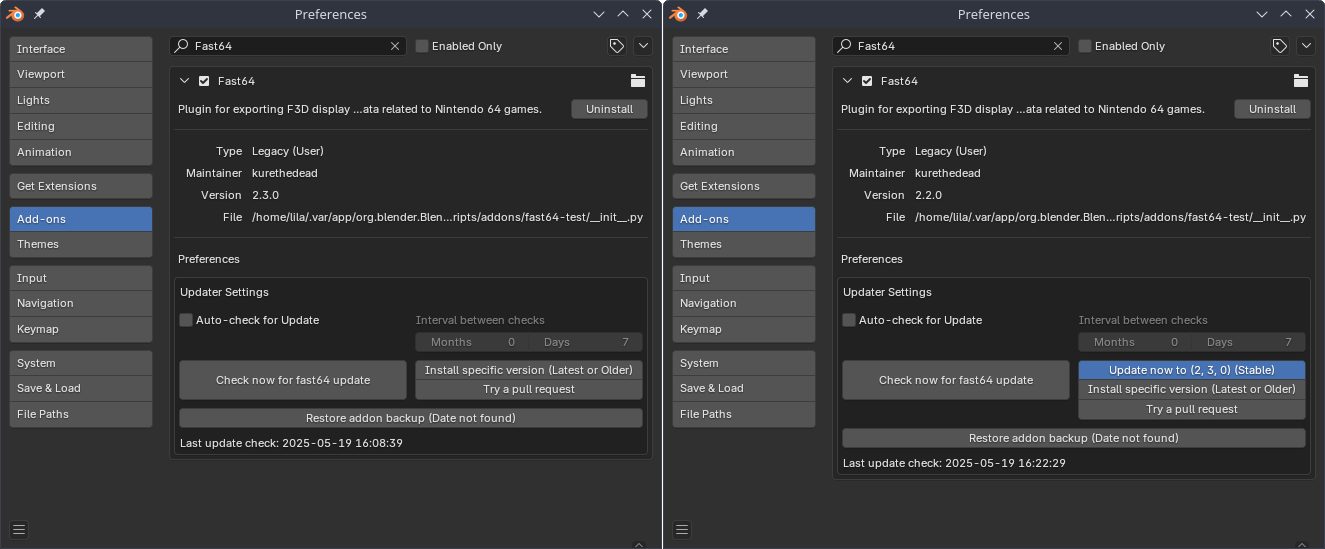 Preferences
Interface
Viewport
Lights
Editing
Animation
Get Extensions
Add-ons
Themes
Input
Navigation
Keymap
System
Save & Load
File Paths
Fast64
Enabled Only
Fast64
Plugin for exporting F3D display ...ata related to Nintendo 64 games.
Uninstall
Type Legacy (User)
Maintainer kurethedead
Version 2.3.0
File /home/lila/.var/app/org.blender.Blen...ripts/addons/fast64-test/__init__.py
Preferences
Updater Settings
Auto-check for Update
Interval between checks
Months 0 Days 7
Check now for fast64 update
Install specific version (Latest or Older)
Try a pull request
Restore addon backup (Date not found)
Last update check: 2025-05-19 16:08:39
Preferences
Interface
Viewport
Lights
Editing
Animation
Get Extensions
Add-ons
Themes
Input
Navigation
Keymap
System
Save & Load
File Paths
Fast64
Enabled Only
Fast64
Plugin for exporting F3D display ...ata related to Nintendo 64 games.
Uninstall
Type Legacy (User)
Maintainer kurethedead
Version 2.2.0
File /home/lila/.var/app/org.blender.Blen...ripts/addons/fast64-test/__init__.py
Preferences
Updater Settings
Auto-check for Update
Interval between checks
Months 0 Days 7
Check now for fast64 update
Update now to (2, 3, 0) (Stable)
Install specific version (Latest or Older)
Try a pull request
Restore addon backup (Date not found)
Last update check: 2025-05-19 16:22:29